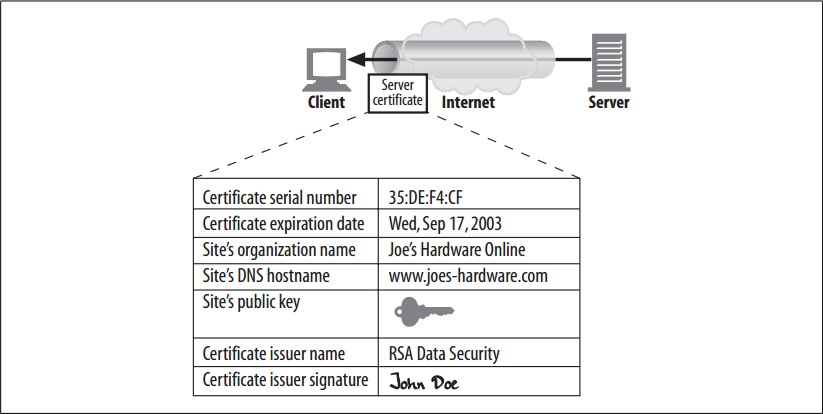 Server
certificate
Client
Internet
Server
Certificate serial number 35:DE:F4:CF
Certificate expiration date Wed, Sep 17, 2003
Site's organization name Joe's Hardware Online
Site's DNS hostname www.joes-hardware.com
Site's public key
Certificate issuer name RSA Data Security
Certificate issuer signature John Doe